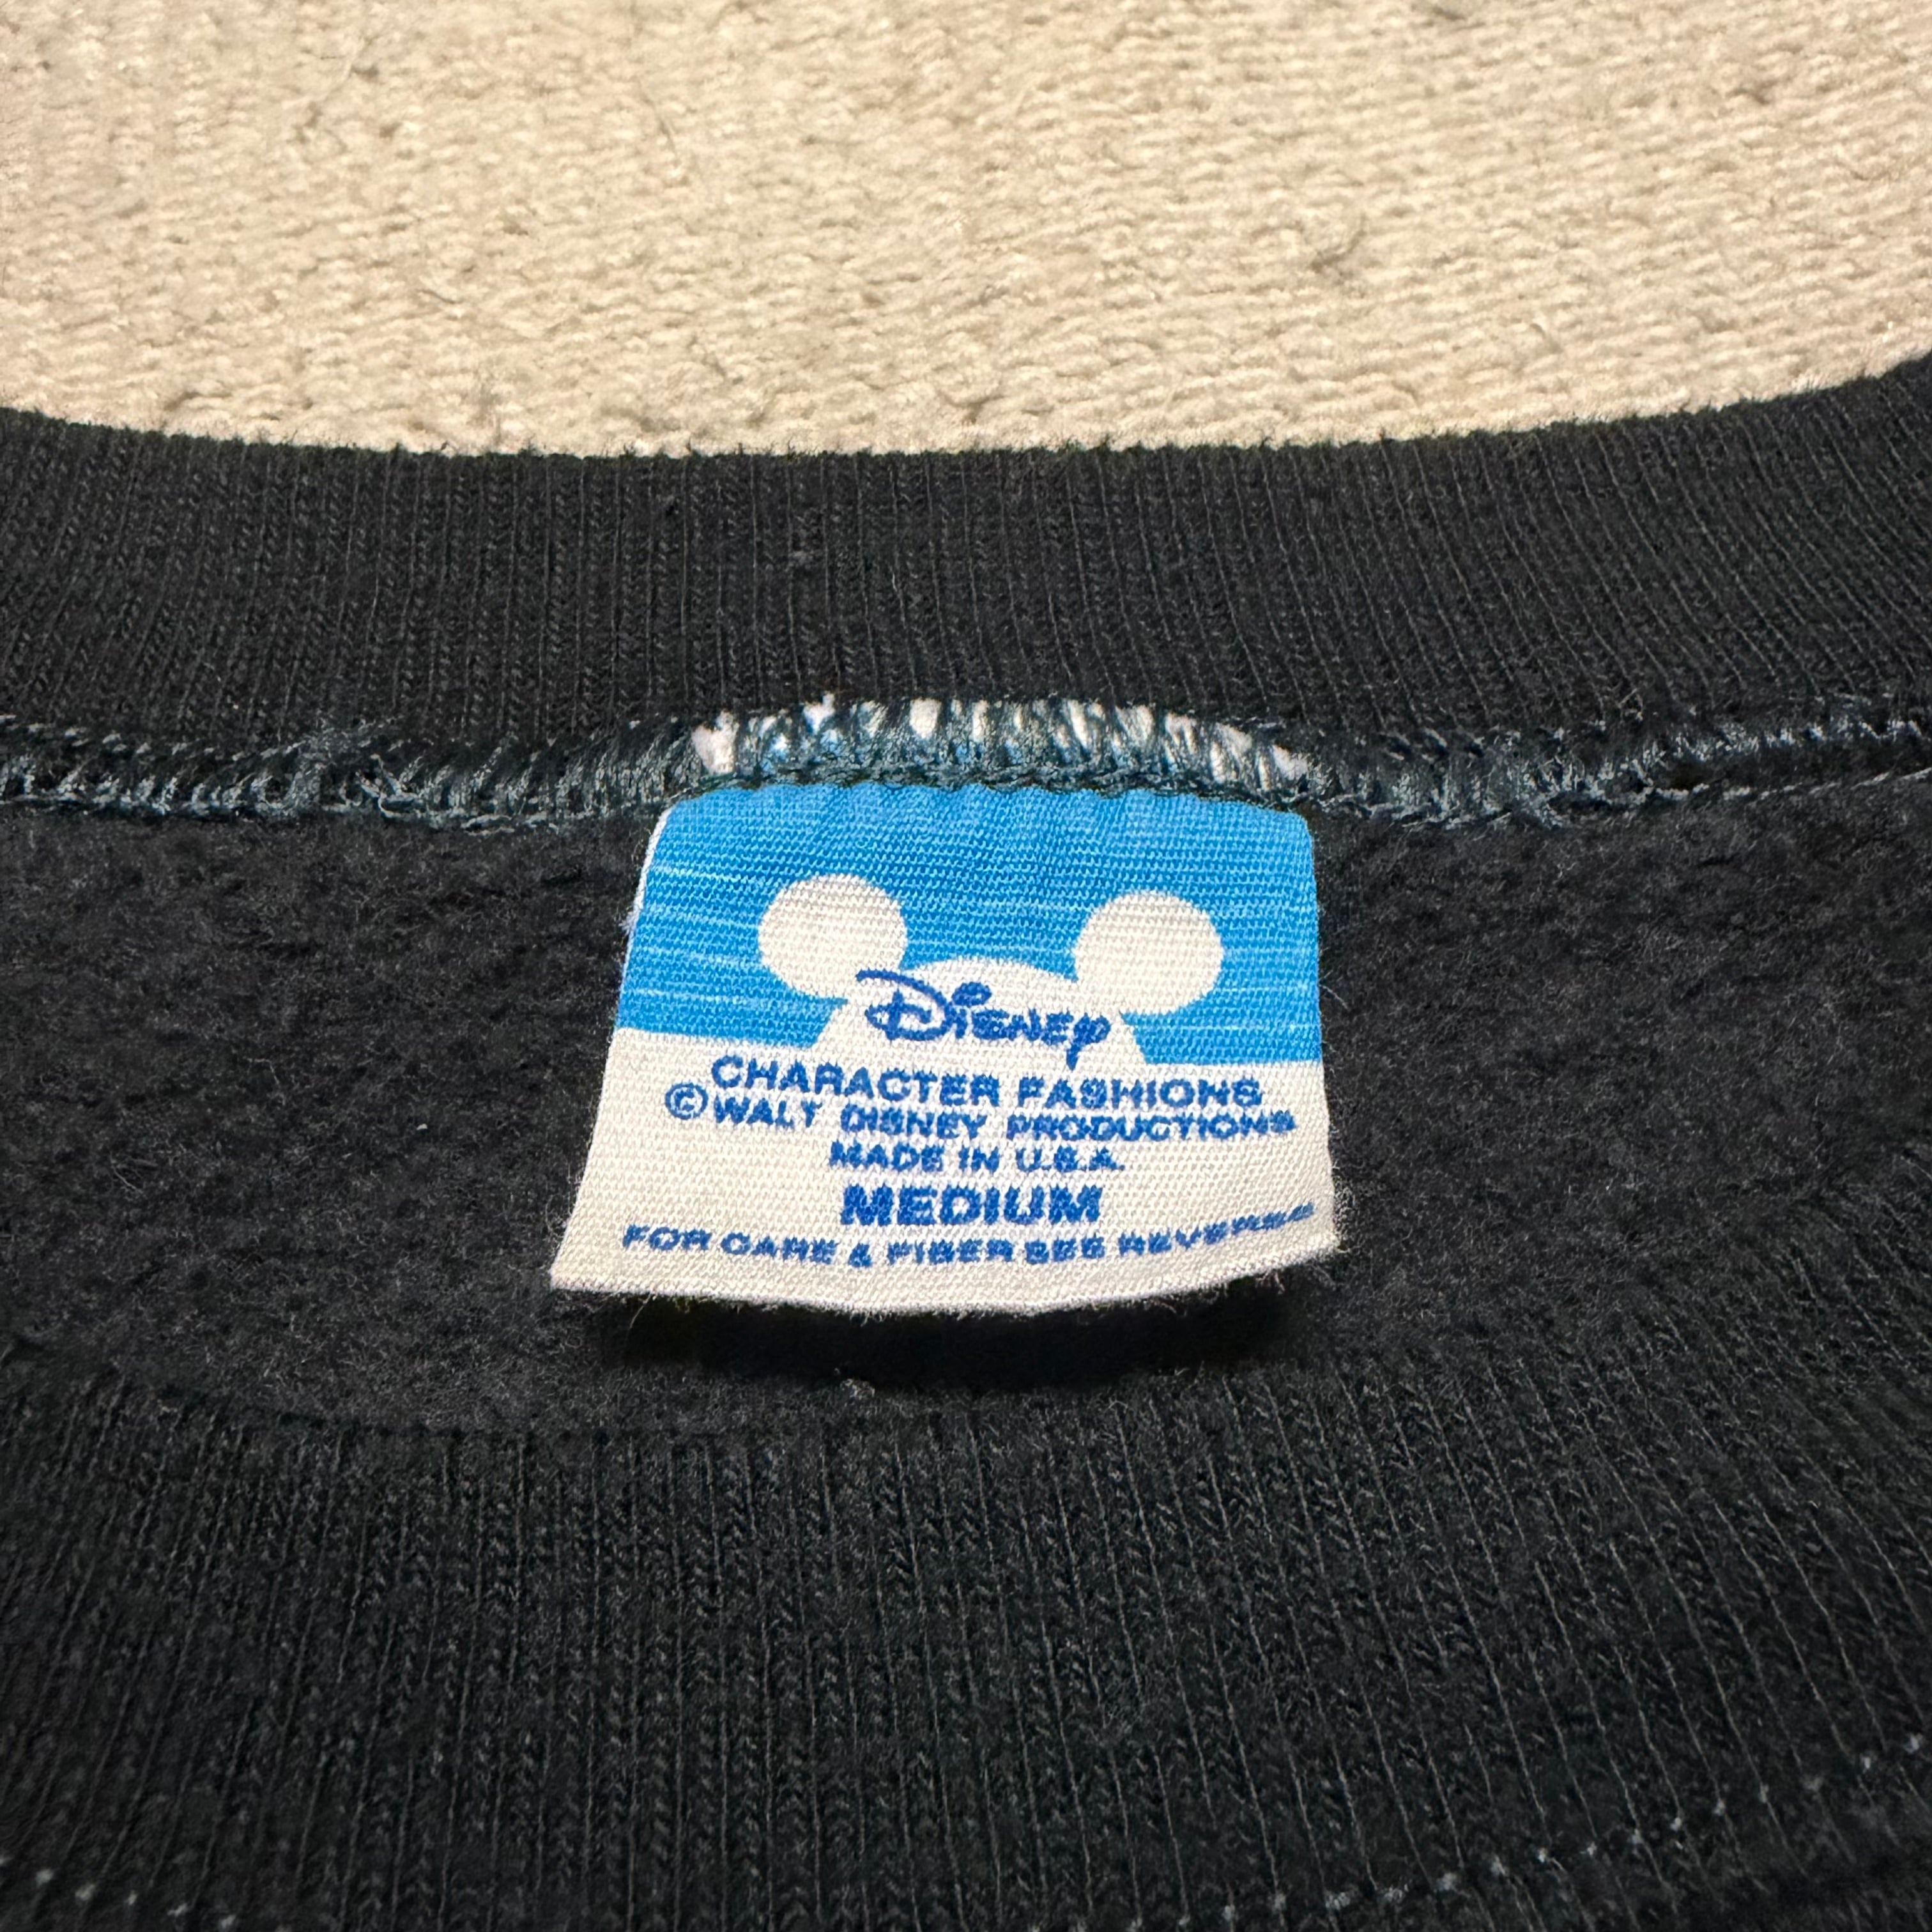 Disney
CHARACTER FASHIONS
©WALT DISNEY PRODUCTIONS
MADE IN U.S.A.
MEDIUM
FOR CARE & FIBER SEE REVERSE